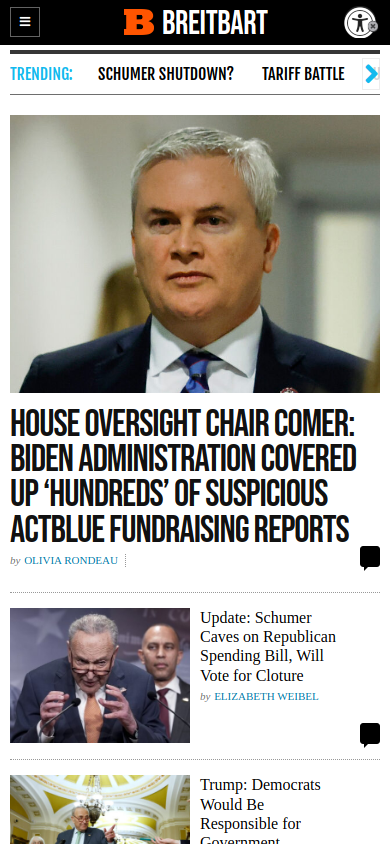 B BREITBART
TRENDING: SCHUMER SHUTDOWN? TARIFF BATTLE
HOUSE OVERSIGHT CHAIR COMER:
BIDEN ADMINISTRATION COVERED
UP ‘HUNDREDS’ OF SUSPICIOUS
ACTBLUE FUNDRAISING REPORTS
by OLIVIA RONDEAU
Update: Schumer
Caves on Republican
Spending Bill, Will
Vote for Cloture
by ELIZABETH WEIBEL
Trump: Democrats
Would Be
Responsible for
Government